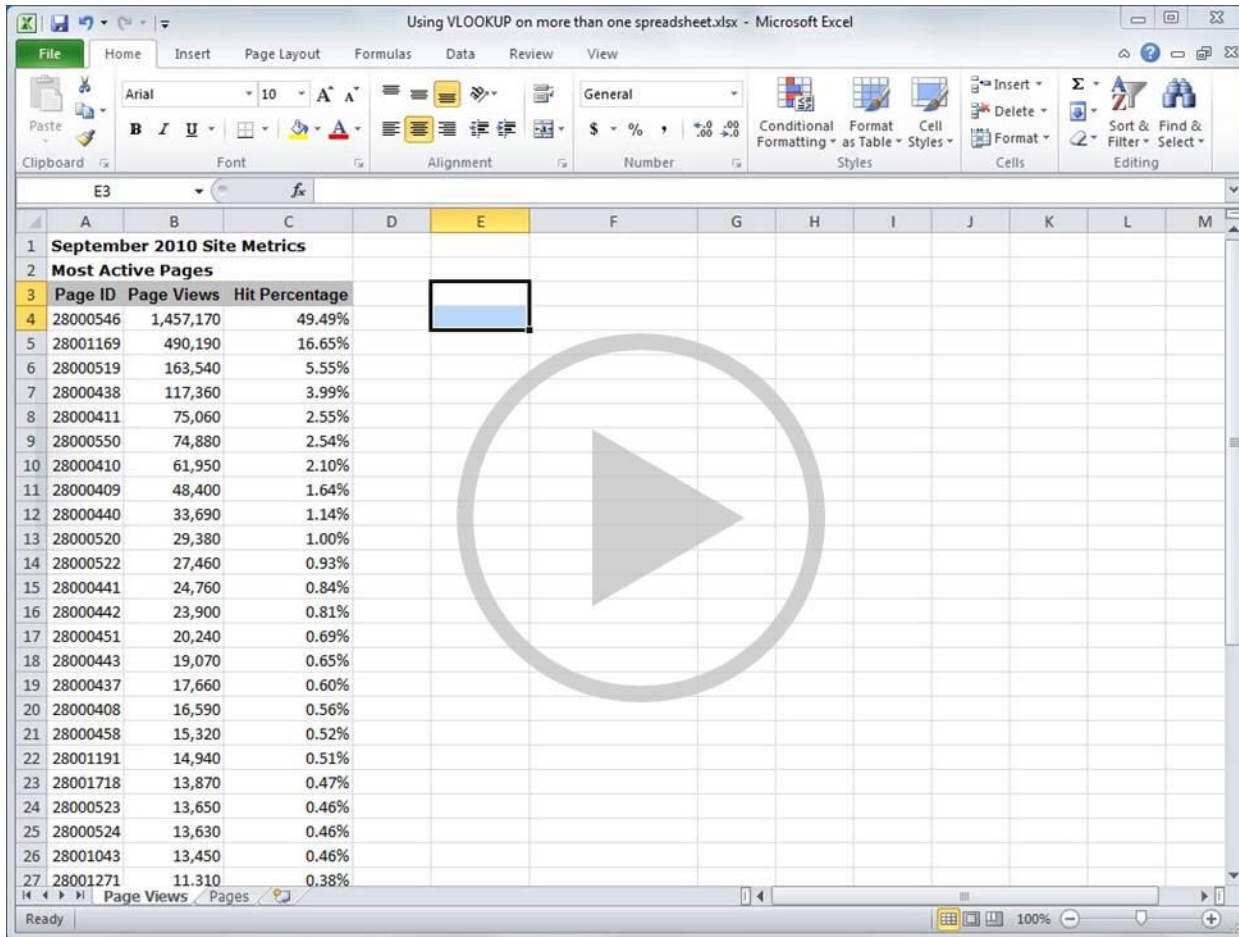 Using VLOOKUP on more than one spreadsheet.xlsx - Microsoft Excel
File Home Insert Page Layout Formulas Data Review View
Arial 10 A A General Insert Σ
Paste B I U A $ % , .0 .00 .00 .0 Conditional Formatting Format as Table Cell Styles Delete Format Sort & Filter Find & Select
Clipboard Font Alignment Number Styles Cells Editing
E3 fx
A B C D E F G H I J K L M
1 September 2010 Site Metrics
2 Most Active Pages
3 Page ID Page Views Hit Percentage
4 28000546 1,457,170 49.49%
5 28001169 490,190 16.65%
6 28000519 163,540 5.55%
7 28000438 117,360 3.99%
8 28000411 75,060 2.55%
9 28000550 74,880 2.54%
10 28000410 61,950 2.10%
11 28000409 48,400 1.64%
12 28000440 33,690 1.14%
13 28000520 29,380 1.00%
14 28000522 27,460 0.93%
15 28000441 24,760 0.84%
16 28000442 23,900 0.81%
17 28000451 20,240 0.69%
18 28000443 19,070 0.65%
19 28000437 17,660 0.60%
20 28000408 16,590 0.56%
21 28000458 15,320 0.52%
22 28001191 14,940 0.51%
23 28001718 13,870 0.47%
24 28000523 13,650 0.46%
25 28000524 13,630 0.46%
26 28001043 13,450 0.46%
27 28001271 11.310 0.38%
Page Views Pages
Ready 100%